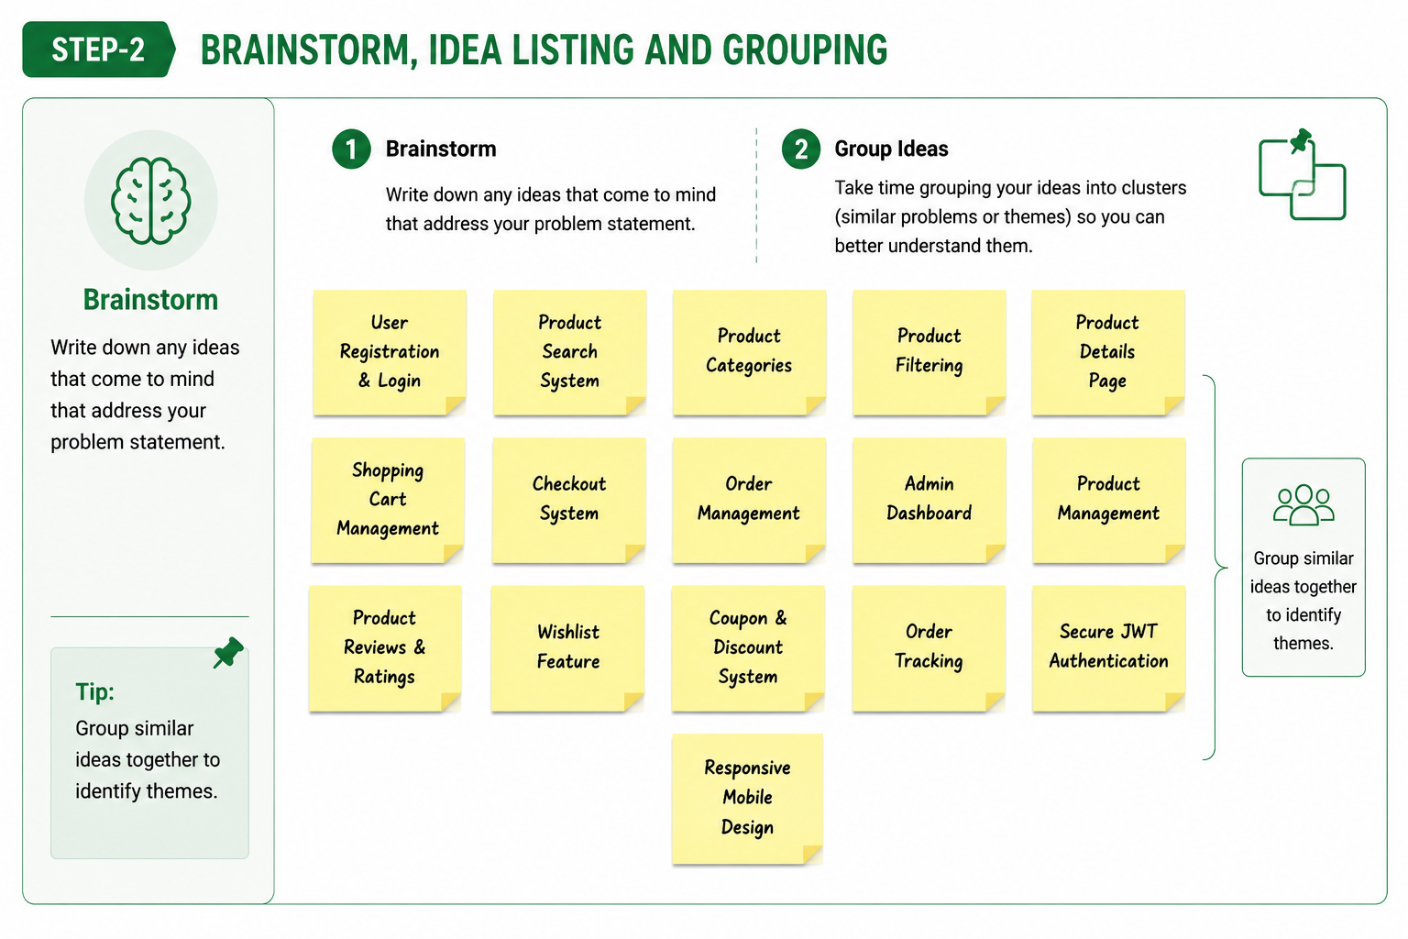 STEP-2
BRAINSTORM, IDEA LISTING AND GROUPING
Brainstorm
Write down any ideas
that come to mind
that address your
problem statement.
Tip:
Group similar
ideas together to
identify themes.
1
Brainstorm
Write down any ideas that come to mind
that address your problem statement.
2
Group Ideas
Take time grouping your ideas into clusters
(similar problems or themes) so you can
better understand them.
User
Registration
& Login
Product
Search
System
Product
Categories
Product
Filtering
Product
Details
Page
Shopping
Cart
Management
Checkout
System
Order
Management
Admin
Dashboard
Product
Management
Product
Reviews &
Ratings
Wishlist
Feature
Coupon &
Discount
System
Order
Tracking
Secure JWT
Authentication
Responsive
Mobile
Design
Group similar
ideas together
to identify
themes.